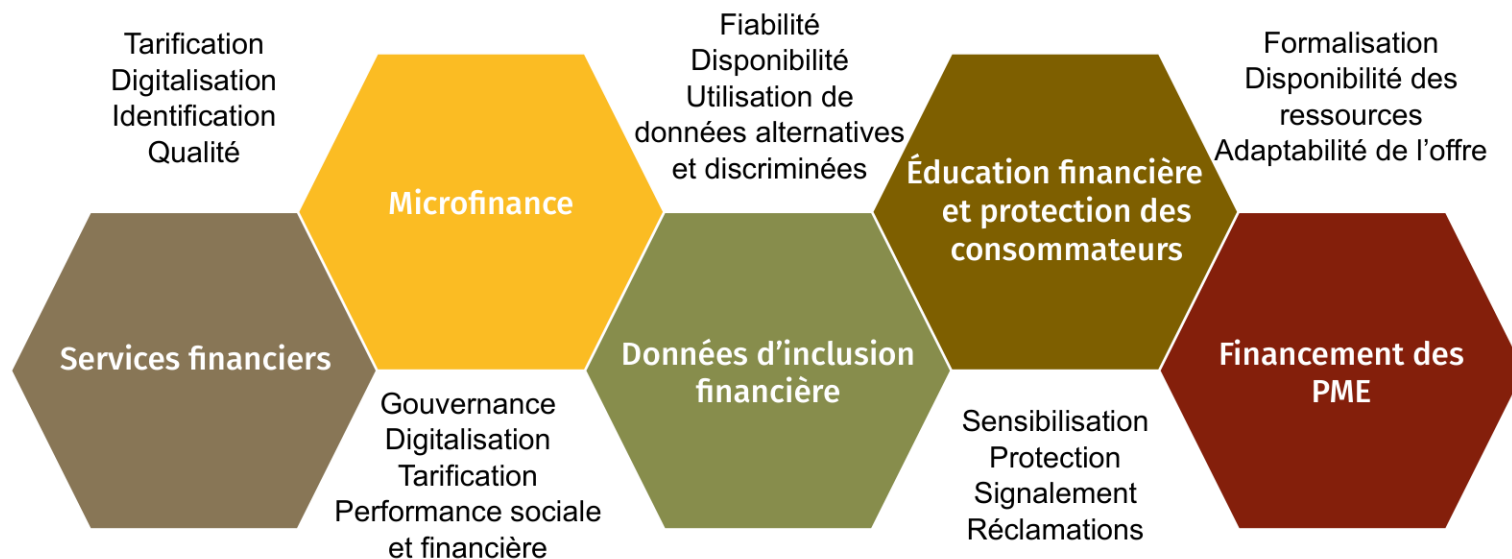 Tarification
Digitalisation
Identification
Qualité
Services financiers
Microfinance
Gouvernance
Digitalisation
Tarification
Performance sociale
et financière
Fiabilité
Disponibilité
Utilisation de
données alternatives
et discriminées
Données d’inclusion
financière
Éducation financière
et protection des
consommateurs
Sensibilisation
Protection
Signalement
Réclamations
Formalisation
Disponibilité des
ressources
Adaptabilité de l’offre
Financement des
PME